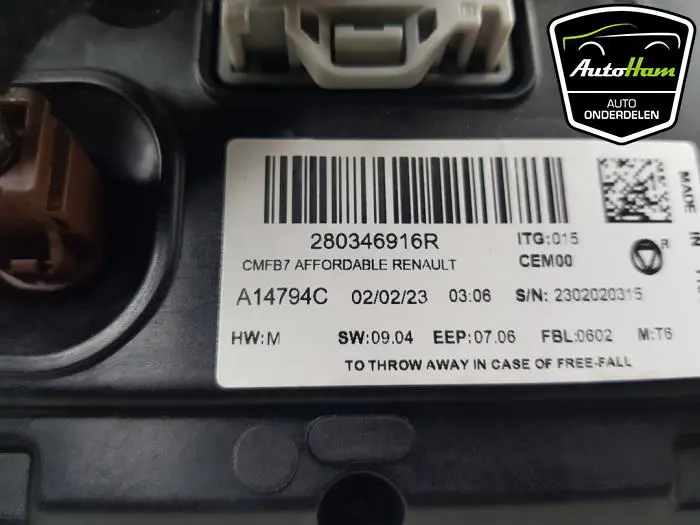 AutoHam
AUTO
ONDERDELEN
280346916R
ITG:015
CMFB7 AFFORDABLE RENAULT
CEM00
R
MADE
IN
A14794C 02/02/23 03:06 S/N: 2302020315
HW:M SW:09.04 EEP:07.06 FBL:0602 M:T6
TO THROW AWAY IN CASE OF FREE-FALL